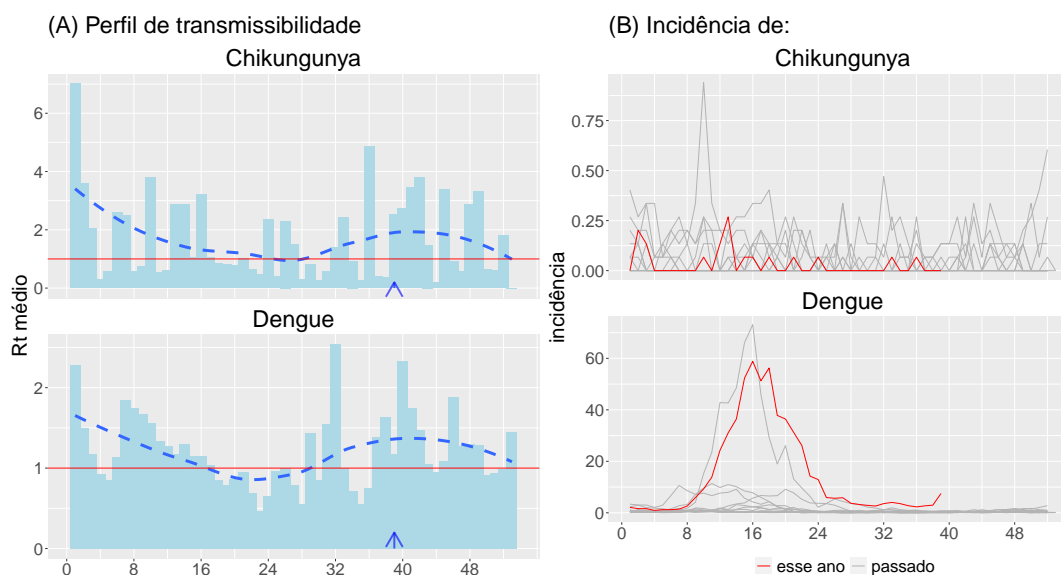 (A) Perfil de transmissibilidade
Chikungunya
6
4
2
0
Dengue
2
1
0
0 8 16 24 32 40 48
Rt médio
(B) Incidência de:
Chikungunya
0.75
0.50
0.25
0.00
Dengue
60
40
20
0
0 8 16 24 32 40 48
incidência
esse ano passado